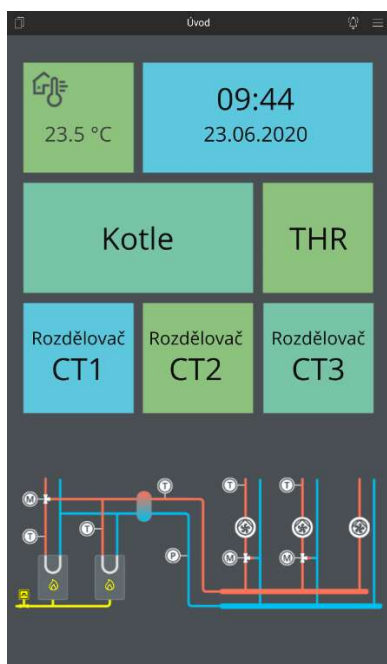 Úvod
23.5 °C
09:44
23.06.2020
Kotle
THR
Rozdělovač
CT1
Rozdělovač
CT2
Rozdělovač
CT3
T
T
T
M
T
T
P
M
M